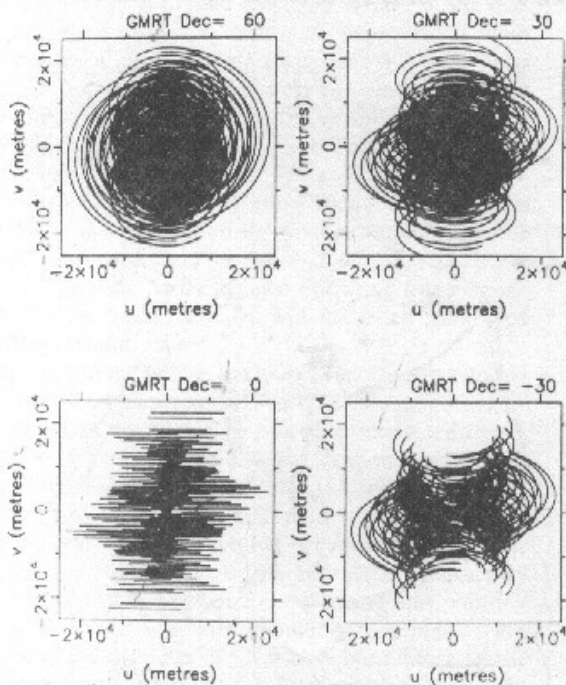 GMRT Dec= 60
2×10⁴
0
−2×10⁴
v (metres)
−2×10⁴ 0 2×10⁴
u (metres)
GMRT Dec= 30
2×10⁴
0
−2×10⁴
v (metres)
−2×10⁴ 0 2×10⁴
u (metres)
GMRT Dec= 0
2×10⁴
0
−2×10⁴
v (metres)
−2×10⁴ 0 2×10⁴
u (metres)
GMRT Dec= −30
2×10⁴
0
−2×10⁴
v (metres)
−2×10⁴ 0 2×10⁴
u (metres)